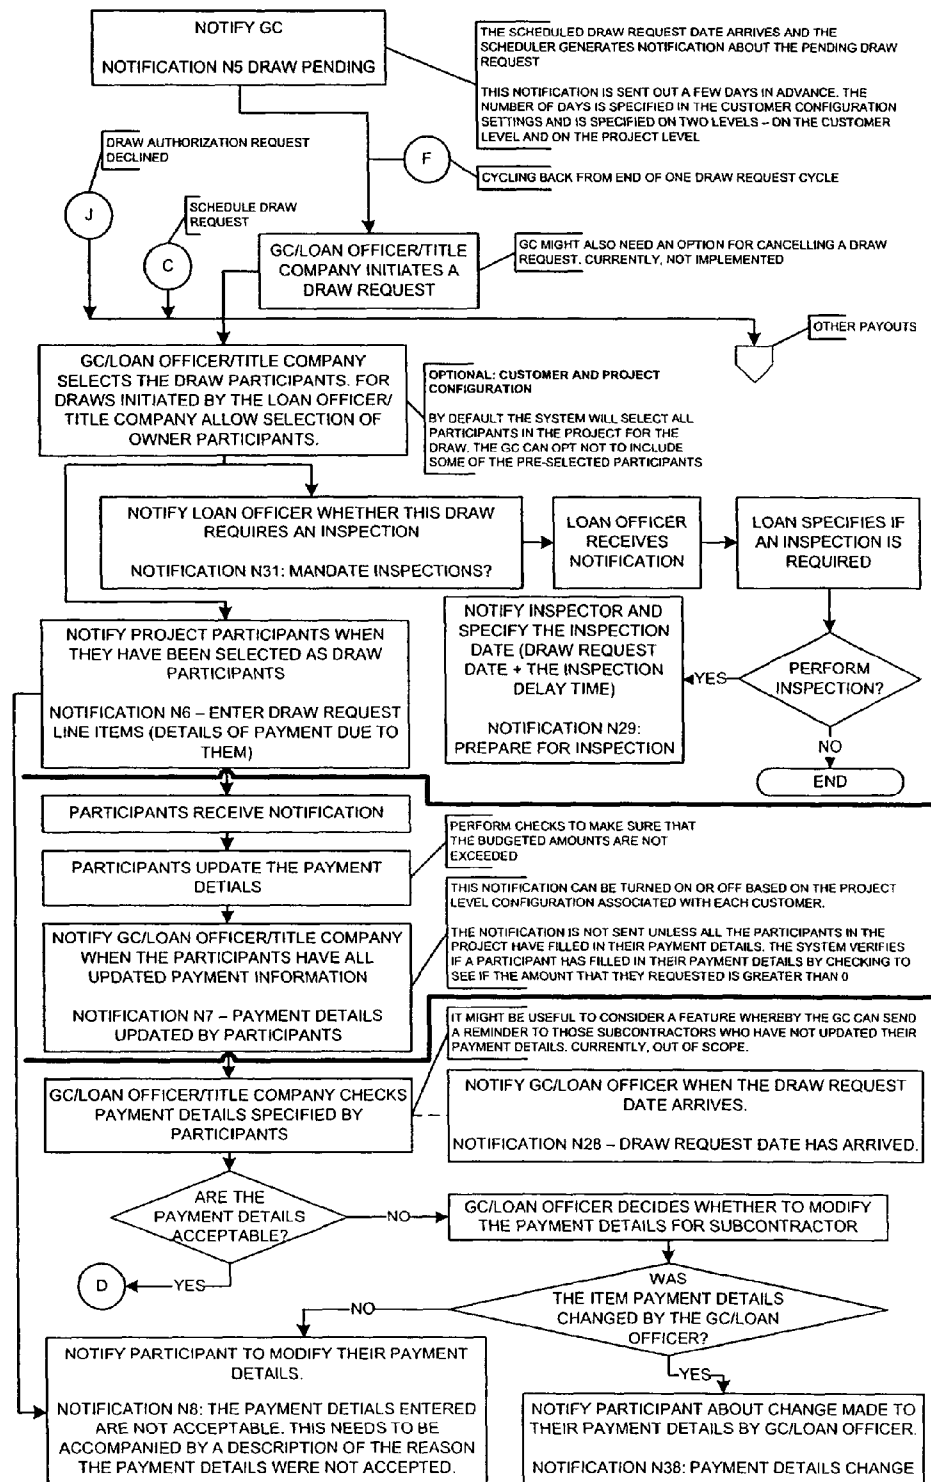 NOTIFY GC
NOTIFICATION N5 DRAW PENDING
THE SCHEDULED DRAW REQUEST DATE ARRIVES AND THE
SCHEDULER GENERATES NOTIFICATION ABOUT THE PENDING DRAW
REQUEST
THIS NOTIFICATION IS SENT OUT A FEW DAYS IN ADVANCE. THE
NUMBER OF DAYS IS SPECIFIED IN THE CUSTOMER CONFIGURATION
SETTINGS AND IS SPECIFIED ON TWO LEVELS – ON THE CUSTOMER
LEVEL AND ON THE PROJECT LEVEL
DRAW AUTHORIZATION REQUEST
DECLINED
F
CYCLING BACK FROM END OF ONE DRAW REQUEST CYCLE
J
SCHEDULE DRAW
REQUEST
C
GC/LOAN OFFICER/TITLE
COMPANY INITIATES A
DRAW REQUEST
GC MIGHT ALSO NEED AN OPTION FOR CANCELLING A DRAW
REQUEST. CURRENTLY, NOT IMPLEMENTED
OTHER PAYOUTS
GC/LOAN OFFICER/TITLE COMPANY
SELECTS THE DRAW PARTICIPANTS. FOR
DRAWS INITIATED BY THE LOAN OFFICER/
TITLE COMPANY ALLOW SELECTION OF
OWNER PARTICIPANTS.
OPTIONAL: CUSTOMER AND PROJECT
CONFIGURATION
BY DEFAULT THE SYSTEM WILL SELECT ALL
PARTICIPANTS IN THE PROJECT FOR THE
DRAW. THE GC CAN OPT NOT TO INCLUDE
SOME OF THE PRE-SELECTED PARTICIPANTS
NOTIFY LOAN OFFICER WHETHER THIS DRAW
REQUIRES AN INSPECTION
NOTIFICATION N31: MANDATE INSPECTIONS?
LOAN OFFICER
RECEIVES
NOTIFICATION
LOAN SPECIFIES IF
AN INSPECTION IS
REQUIRED
NOTIFY INSPECTOR AND
SPECIFY THE INSPECTION
DATE (DRAW REQUEST
DATE + THE INSPECTION
DELAY TIME)
NOTIFICATION N29:
PREPARE FOR INSPECTION
YES
PERFORM
INSPECTION?
NO
END
NOTIFY PROJECT PARTICIPANTS WHEN
THEY HAVE BEEN SELECTED AS DRAW
PARTICIPANTS
NOTIFICATION N6 – ENTER DRAW REQUEST
LINE ITEMS (DETAILS OF PAYMENT DUE TO
THEM)
PARTICIPANTS RECEIVE NOTIFICATION
PARTICIPANTS UPDATE THE PAYMENT
DETIALS
PERFORM CHECKS TO MAKE SURE THAT
THE BUDGETED AMOUNTS ARE NOT
EXCEEDED
THIS NOTIFICATION CAN BE TURNED ON OR OFF BASED ON THE PROJECT
LEVEL CONFIGURATION ASSOCIATED WITH EACH CUSTOMER.
THE NOTIFICATION IS NOT SENT UNLESS ALL THE PARTICIPANTS IN THE
PROJECT HAVE FILLED IN THEIR PAYMENT DETAILS. THE SYSTEM VERIFIES
IF A PARTICIPANT HAS FILLED IN THEIR PAYMENT DETAILS BY CHECKING TO
SEE IF THE AMOUNT THAT THEY REQUESTED IS GREATER THAN 0
NOTIFY GC/LOAN OFFICER/TITLE COMPANY
WHEN THE PARTICIPANTS HAVE ALL
UPDATED PAYMENT INFORMATION
NOTIFICATION N7 – PAYMENT DETAILS
UPDATED BY PARTICIPANTS
IT MIGHT BE USEFUL TO CONSIDER A FEATURE WHEREBY THE GC CAN SEND
A REMINDER TO THOSE SUBCONTRACTORS WHO HAVE NOT UPDATED THEIR
PAYMENT DETAILS. CURRENTLY, OUT OF SCOPE.
GC/LOAN OFFICER/TITLE COMPANY CHECKS
PAYMENT DETAILS SPECIFIED BY
PARTICIPANTS
NOTIFY GC/LOAN OFFICER WHEN THE DRAW REQUEST
DATE ARRIVES.
NOTIFICATION N28 – DRAW REQUEST DATE HAS ARRIVED.
ARE THE
PAYMENT DETAILS
ACCEPTABLE?
NO
GC/LOAN OFFICER DECIDES WHETHER TO MODIFY
THE PAYMENT DETAILS FOR SUBCONTRACTOR
D
YES
WAS
THE ITEM PAYMENT DETAILS
CHANGED BY THE GC/LOAN
OFFICER?
NO
YES
NOTIFY PARTICIPANT TO MODIFY THEIR PAYMENT
DETAILS.
NOTIFICATION N8: THE PAYMENT DETIALS ENTERED
ARE NOT ACCEPTABLE. THIS NEEDS TO BE
ACCOMPANIED BY A DESCRIPTION OF THE REASON
THE PAYMENT DETAILS WERE NOT ACCEPTED.
NOTIFY PARTICIPANT ABOUT CHANGE MADE TO
THEIR PAYMENT DETAILS BY GC/LOAN OFFICER.
NOTIFICATION N38: PAYMENT DETAILS CHANGE